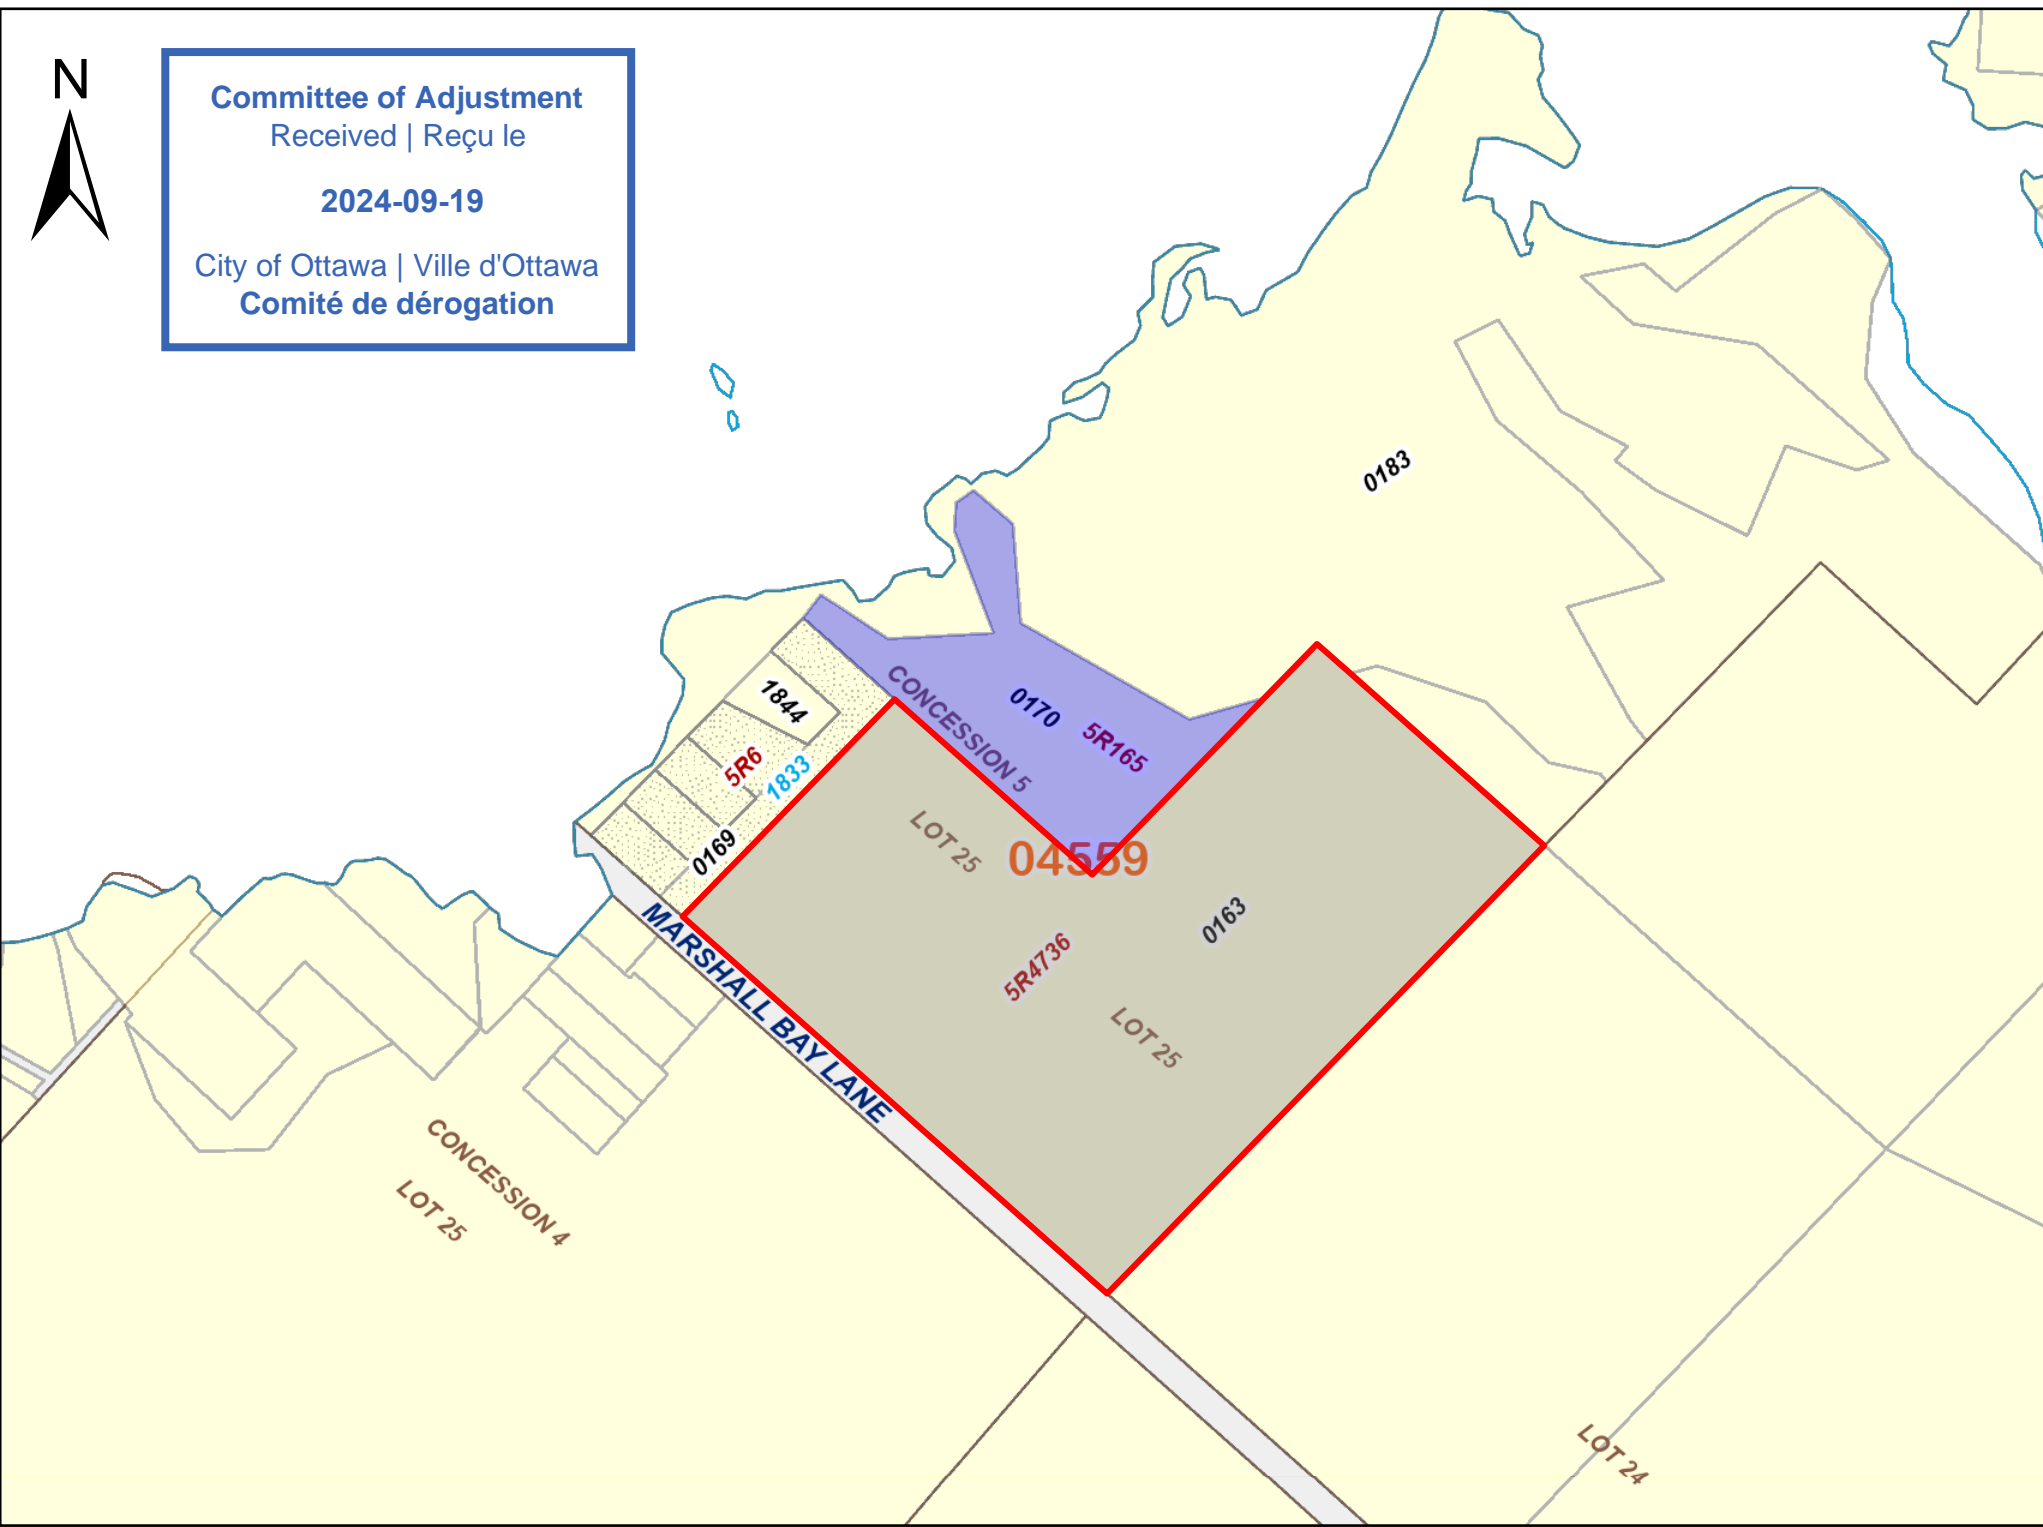 N
Committee of Adjustment
Received | Reçu le
2024-09-19
City of Ottawa | Ville d'Ottawa
Comité de dérogation
0183
1844
CONCESSION 5
0170
5R165
5R6
1833
0169
LOT 25
04559
0163
5R4736
MARSHALL BAY LANE
LOT 25
CONCESSION 4
LOT 25
LOT 24